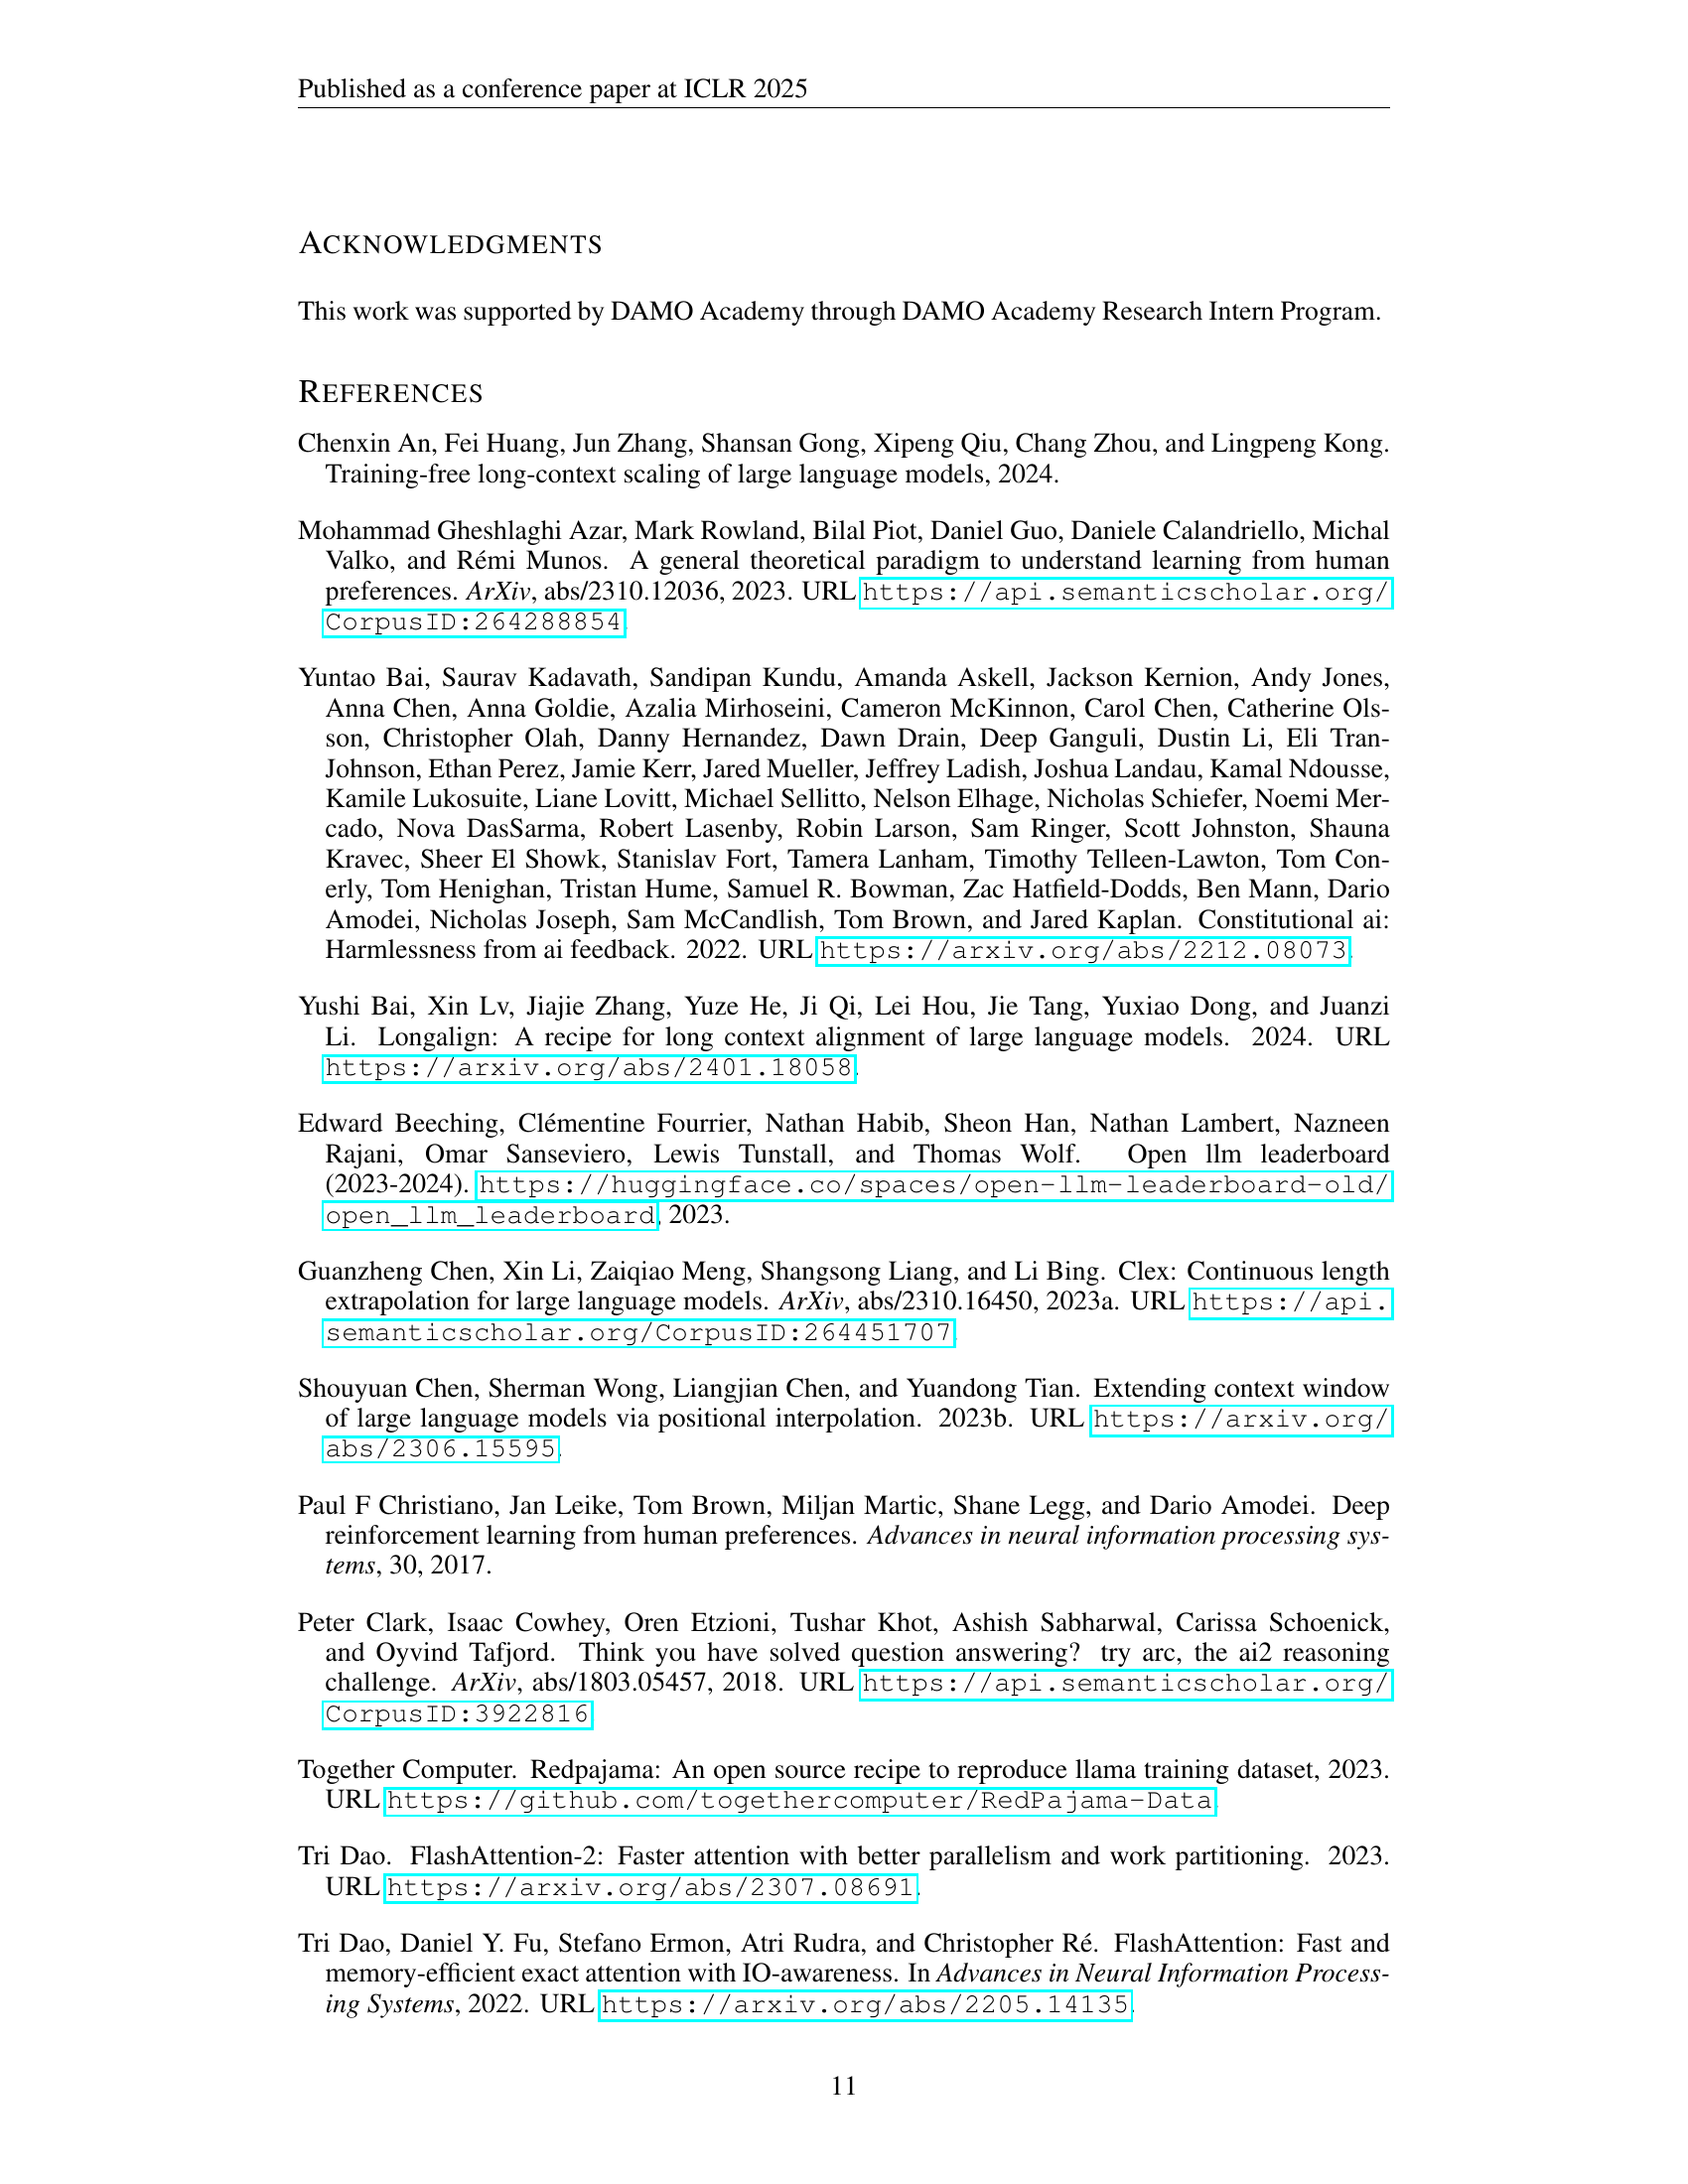 Published as a conference paper at ICLR 2025
ACKNOWLEDGMENTS
This work was supported by DAMO Academy through DAMO Academy Research Intern Program.
REFERENCES
Chenxin An, Fei Huang, Jun Zhang, Shansan Gong, Xipeng Qiu, Chang Zhou, and Lingpeng Kong.
Training-free long-context scaling of large language models, 2024.
Mohammad Gheshlaghi Azar, Mark Rowland, Bilal Piot, Daniel Guo, Daniele Calandriello, Michal
Valko, and Rémi Munos. A general theoretical paradigm to understand learning from human
preferences. ArXiv, abs/2310.12036, 2023. URL https://api.semanticscholar.org/
CorpusID:264288854.
Yuntao Bai, Saurav Kadavath, Sandipan Kundu, Amanda Askell, Jackson Kernion, Andy Jones,
Anna Chen, Anna Goldie, Azalia Mirhoseini, Cameron McKinnon, Carol Chen, Catherine Ols-
son, Christopher Olah, Danny Hernandez, Dawn Drain, Deep Ganguli, Dustin Li, Eli Tran-
Johnson, Ethan Perez, Jamie Kerr, Jared Mueller, Jeffrey Ladish, Joshua Landau, Kamal Ndousse,
Kamile Lukosuite, Liane Lovitt, Michael Sellitto, Nelson Elhage, Nicholas Schiefer, Noemi Mer-
cado, Nova DasSarma, Robert Lasenby, Robin Larson, Sam Ringer, Scott Johnston, Shauna
Kravec, Sheer El Showk, Stanislav Fort, Tamera Lanham, Timothy Telleen-Lawton, Tom Con-
erly, Tom Henighan, Tristan Hume, Samuel R. Bowman, Zac Hatfield-Dodds, Ben Mann, Dario
Amodei, Nicholas Joseph, Sam McCandlish, Tom Brown, and Jared Kaplan. Constitutional ai:
Harmlessness from ai feedback. 2022. URL https://arxiv.org/abs/2212.08073.
Yushi Bai, Xin Lv, Jiajie Zhang, Yuze He, Ji Qi, Lei Hou, Jie Tang, Yuxiao Dong, and Juanzi
Li. Longalign: A recipe for long context alignment of large language models. 2024. URL
https://arxiv.org/abs/2401.18058.
Edward Beeching, Clémentine Fourrier, Nathan Habib, Sheon Han, Nathan Lambert, Nazneen
Rajani, Omar Sanseviero, Lewis Tunstall, and Thomas Wolf. Open llm leaderboard
(2023-2024). https://huggingface.co/spaces/open-llm-leaderboard-old/
open_llm_leaderboard, 2023.
Guanzheng Chen, Xin Li, Zaiqiao Meng, Shangsong Liang, and Li Bing. Clex: Continuous length
extrapolation for large language models. ArXiv, abs/2310.16450, 2023a. URL https://api.
semanticscholar.org/CorpusID:264451707.
Shouyuan Chen, Sherman Wong, Liangjian Chen, and Yuandong Tian. Extending context window
of large language models via positional interpolation. 2023b. URL https://arxiv.org/
abs/2306.15595.
Paul F Christiano, Jan Leike, Tom Brown, Miljan Martic, Shane Legg, and Dario Amodei. Deep
reinforcement learning from human preferences. Advances in neural information processing sys-
tems, 30, 2017.
Peter Clark, Isaac Cowhey, Oren Etzioni, Tushar Khot, Ashish Sabharwal, Carissa Schoenick,
and Oyvind Tafjord. Think you have solved question answering? try arc, the ai2 reasoning
challenge. ArXiv, abs/1803.05457, 2018. URL https://api.semanticscholar.org/
CorpusID:3922816.
Together Computer. Redpajama: An open source recipe to reproduce llama training dataset, 2023.
URL https://github.com/togethercomputer/RedPajama-Data.
Tri Dao. FlashAttention-2: Faster attention with better parallelism and work partitioning. 2023.
URL https://arxiv.org/abs/2307.08691.
Tri Dao, Daniel Y. Fu, Stefano Ermon, Atri Rudra, and Christopher Ré. FlashAttention: Fast and
memory-efficient exact attention with IO-awareness. In Advances in Neural Information Process-
ing Systems, 2022. URL https://arxiv.org/abs/2205.14135.
11